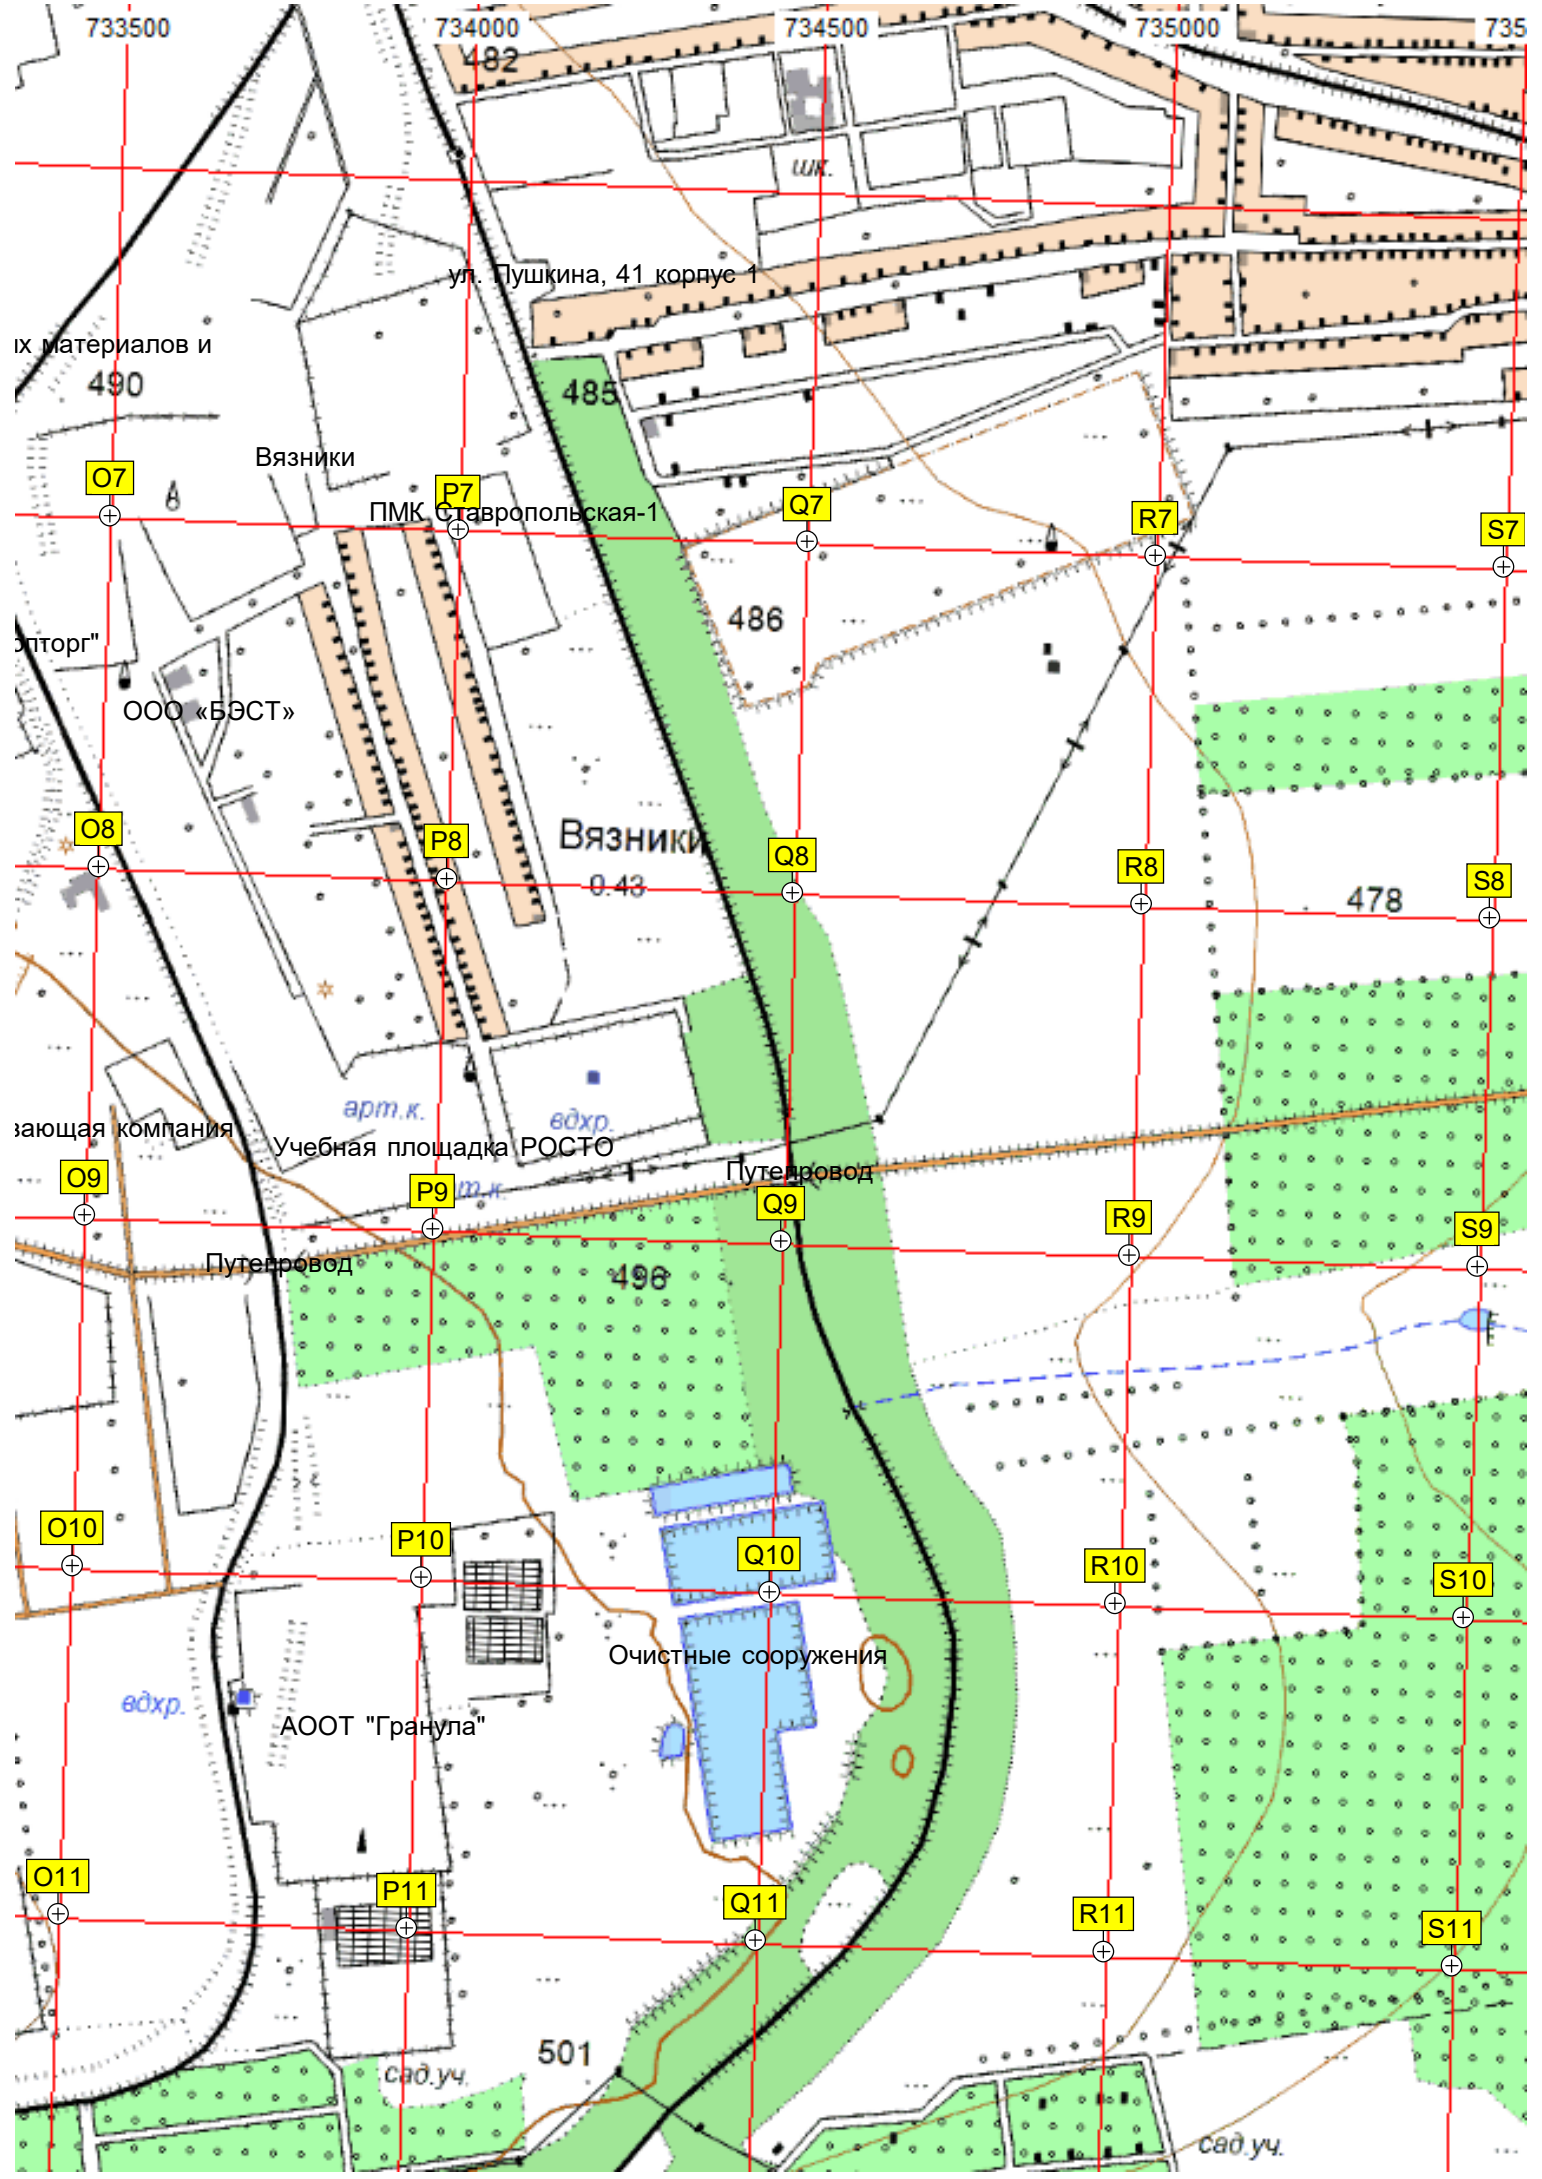 733500 734000 734500 735000 735
482
шк.
ул. Пушкина, 41 корпус 1
их материалов и
490
485
Вязники
O7 P7 Q7 R7 S7
ПМК Ставропольская-1
486
опторг"
ООО «БЭСТ»
O8 P8 Q8 R8 S8
Вязники
0.43
478
арт.к.
вдхр.
вающая компания
Учебная площадка РОСТО
Путепровод
O9 P9 т.к. Q9 R9 S9
Путепровод
496
O10 P10 Q10 R10 S10
Очистные сооружения
вдхр.
АООТ "Гранула"
O11 P11 Q11 R11 S11
501
сад.уч.
сад.уч.